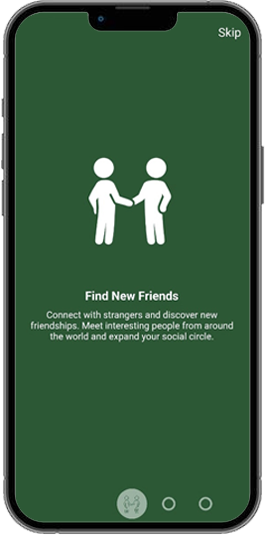 Skip
Find New Friends
Connect with strangers and discover new
friendships. Meet interesting people from around
the world and expand your social circle.